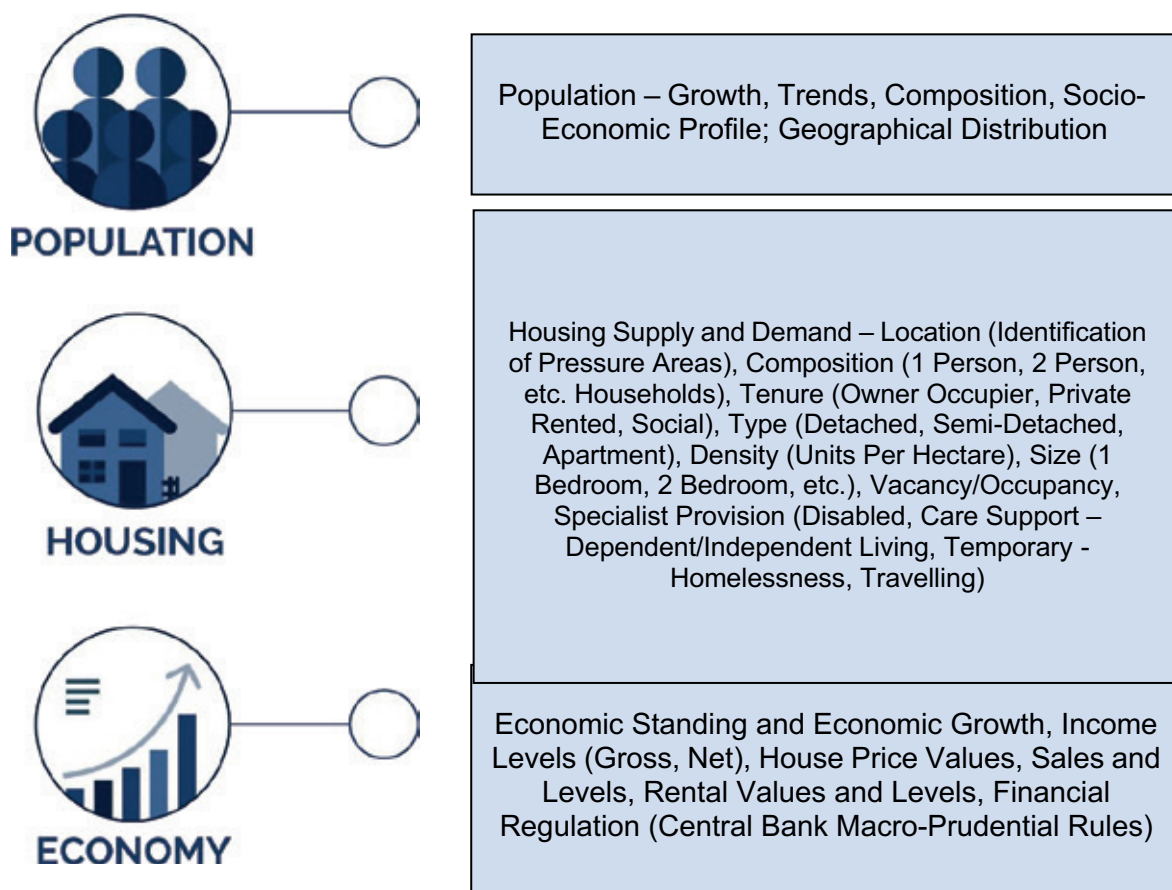 Population – Growth, Trends, Composition, Socio-
Economic Profile; Geographical Distribution
POPULATION
Housing Supply and Demand – Location (Identification
of Pressure Areas), Composition (1 Person, 2 Person,
etc. Households), Tenure (Owner Occupier, Private
Rented, Social), Type (Detached, Semi-Detached,
Apartment), Density (Units Per Hectare), Size (1
Bedroom, 2 Bedroom, etc.), Vacancy/Occupancy,
Specialist Provision (Disabled, Care Support –
Dependent/Independent Living, Temporary -
Homelessness, Travelling)
HOUSING
Economic Standing and Economic Growth, Income
Levels (Gross, Net), House Price Values, Sales and
Levels, Rental Values and Levels, Financial
Regulation (Central Bank Macro-Prudential Rules)
ECONOMY